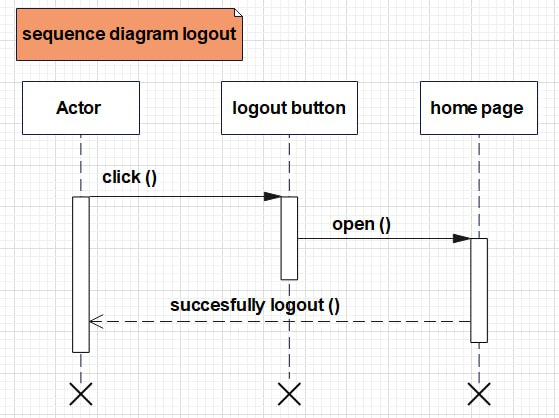 sequence diagram logout
Actor
logout button
home page
click ()
open ()
succesfully logout ()